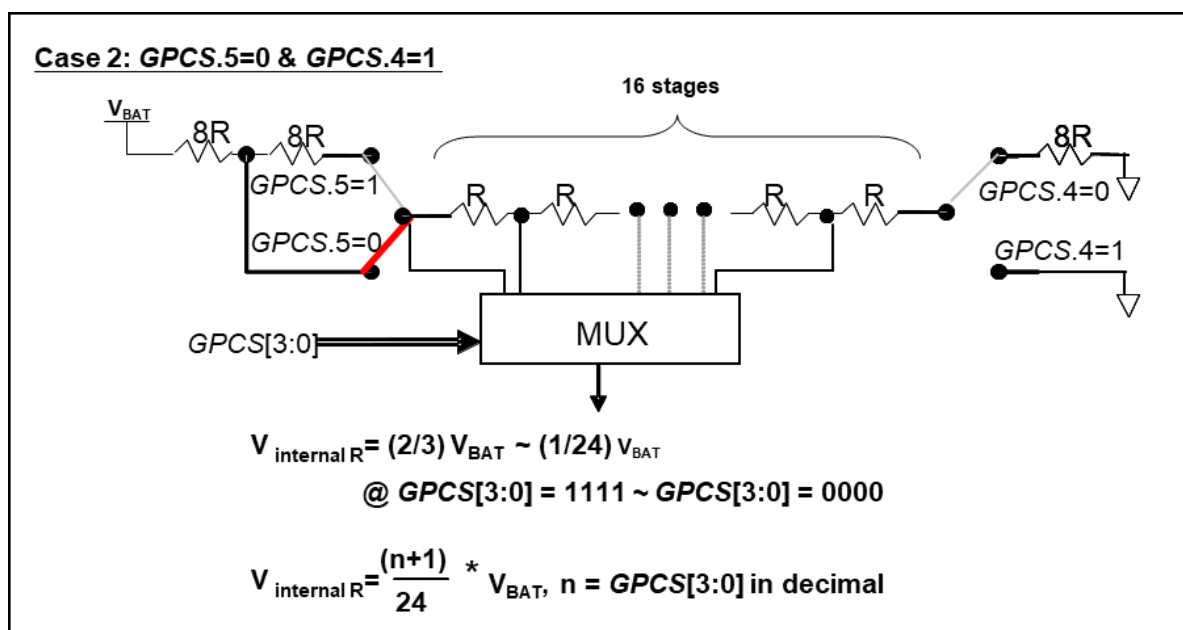 Case 2: GPCS.5=0 & GPCS.4=1
16 stages
VBAT
8R
8R
8R
GPCS.5=1
GPCS.4=0
R
R
R
R
GPCS.5=0
GPCS.4=1
MUX
GPCS[3:0]
V internal R = (2/3) VBAT ~ (1/24) VBAT
@ GPCS[3:0] = 1111 ~ GPCS[3:0] = 0000
V internal R = (n+1)/24 * VBAT, n = GPCS[3:0] in decimal